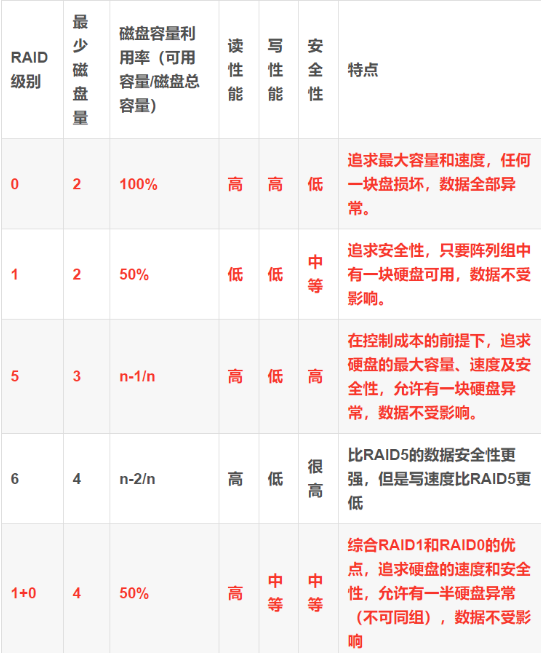 RAID级别 最少磁盘量 磁盘容量利用率（可用容量/磁盘总容量） 读性能 写性能 安全性 特点
0 2 100% 高 高 低 追求最大容量和速度，任何一块盘损坏，数据全部异常。
1 2 50% 低 低 中等 追求安全性，只要阵列组中有一块硬盘可用，数据不受影响。
5 3 n-1/n 高 低 高 在控制成本的前提下，追求硬盘的最大容量、速度及安全性，允许有一块硬盘异常，数据不受影响。
6 4 n-2/n 高 低 很高 比RAID5的数据安全性更强，但是写速度比RAID5更低
1+0 4 50% 高 中等 中等 综合RAID1和RAID0的优点，追求硬盘的速度和安全性，允许有一半硬盘异常（不可同组），数据不受影响